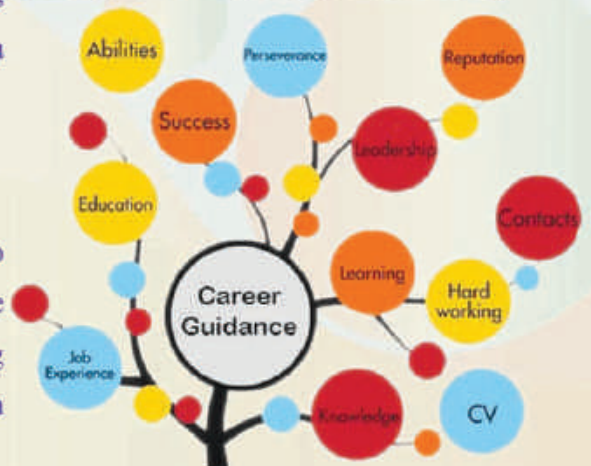 Abilities
Perseverance
Reputation
Success
Leadership
Education
Contacts
Learning
Career
Guidance
Hard
working
Job
Experience
Knowledge
CV